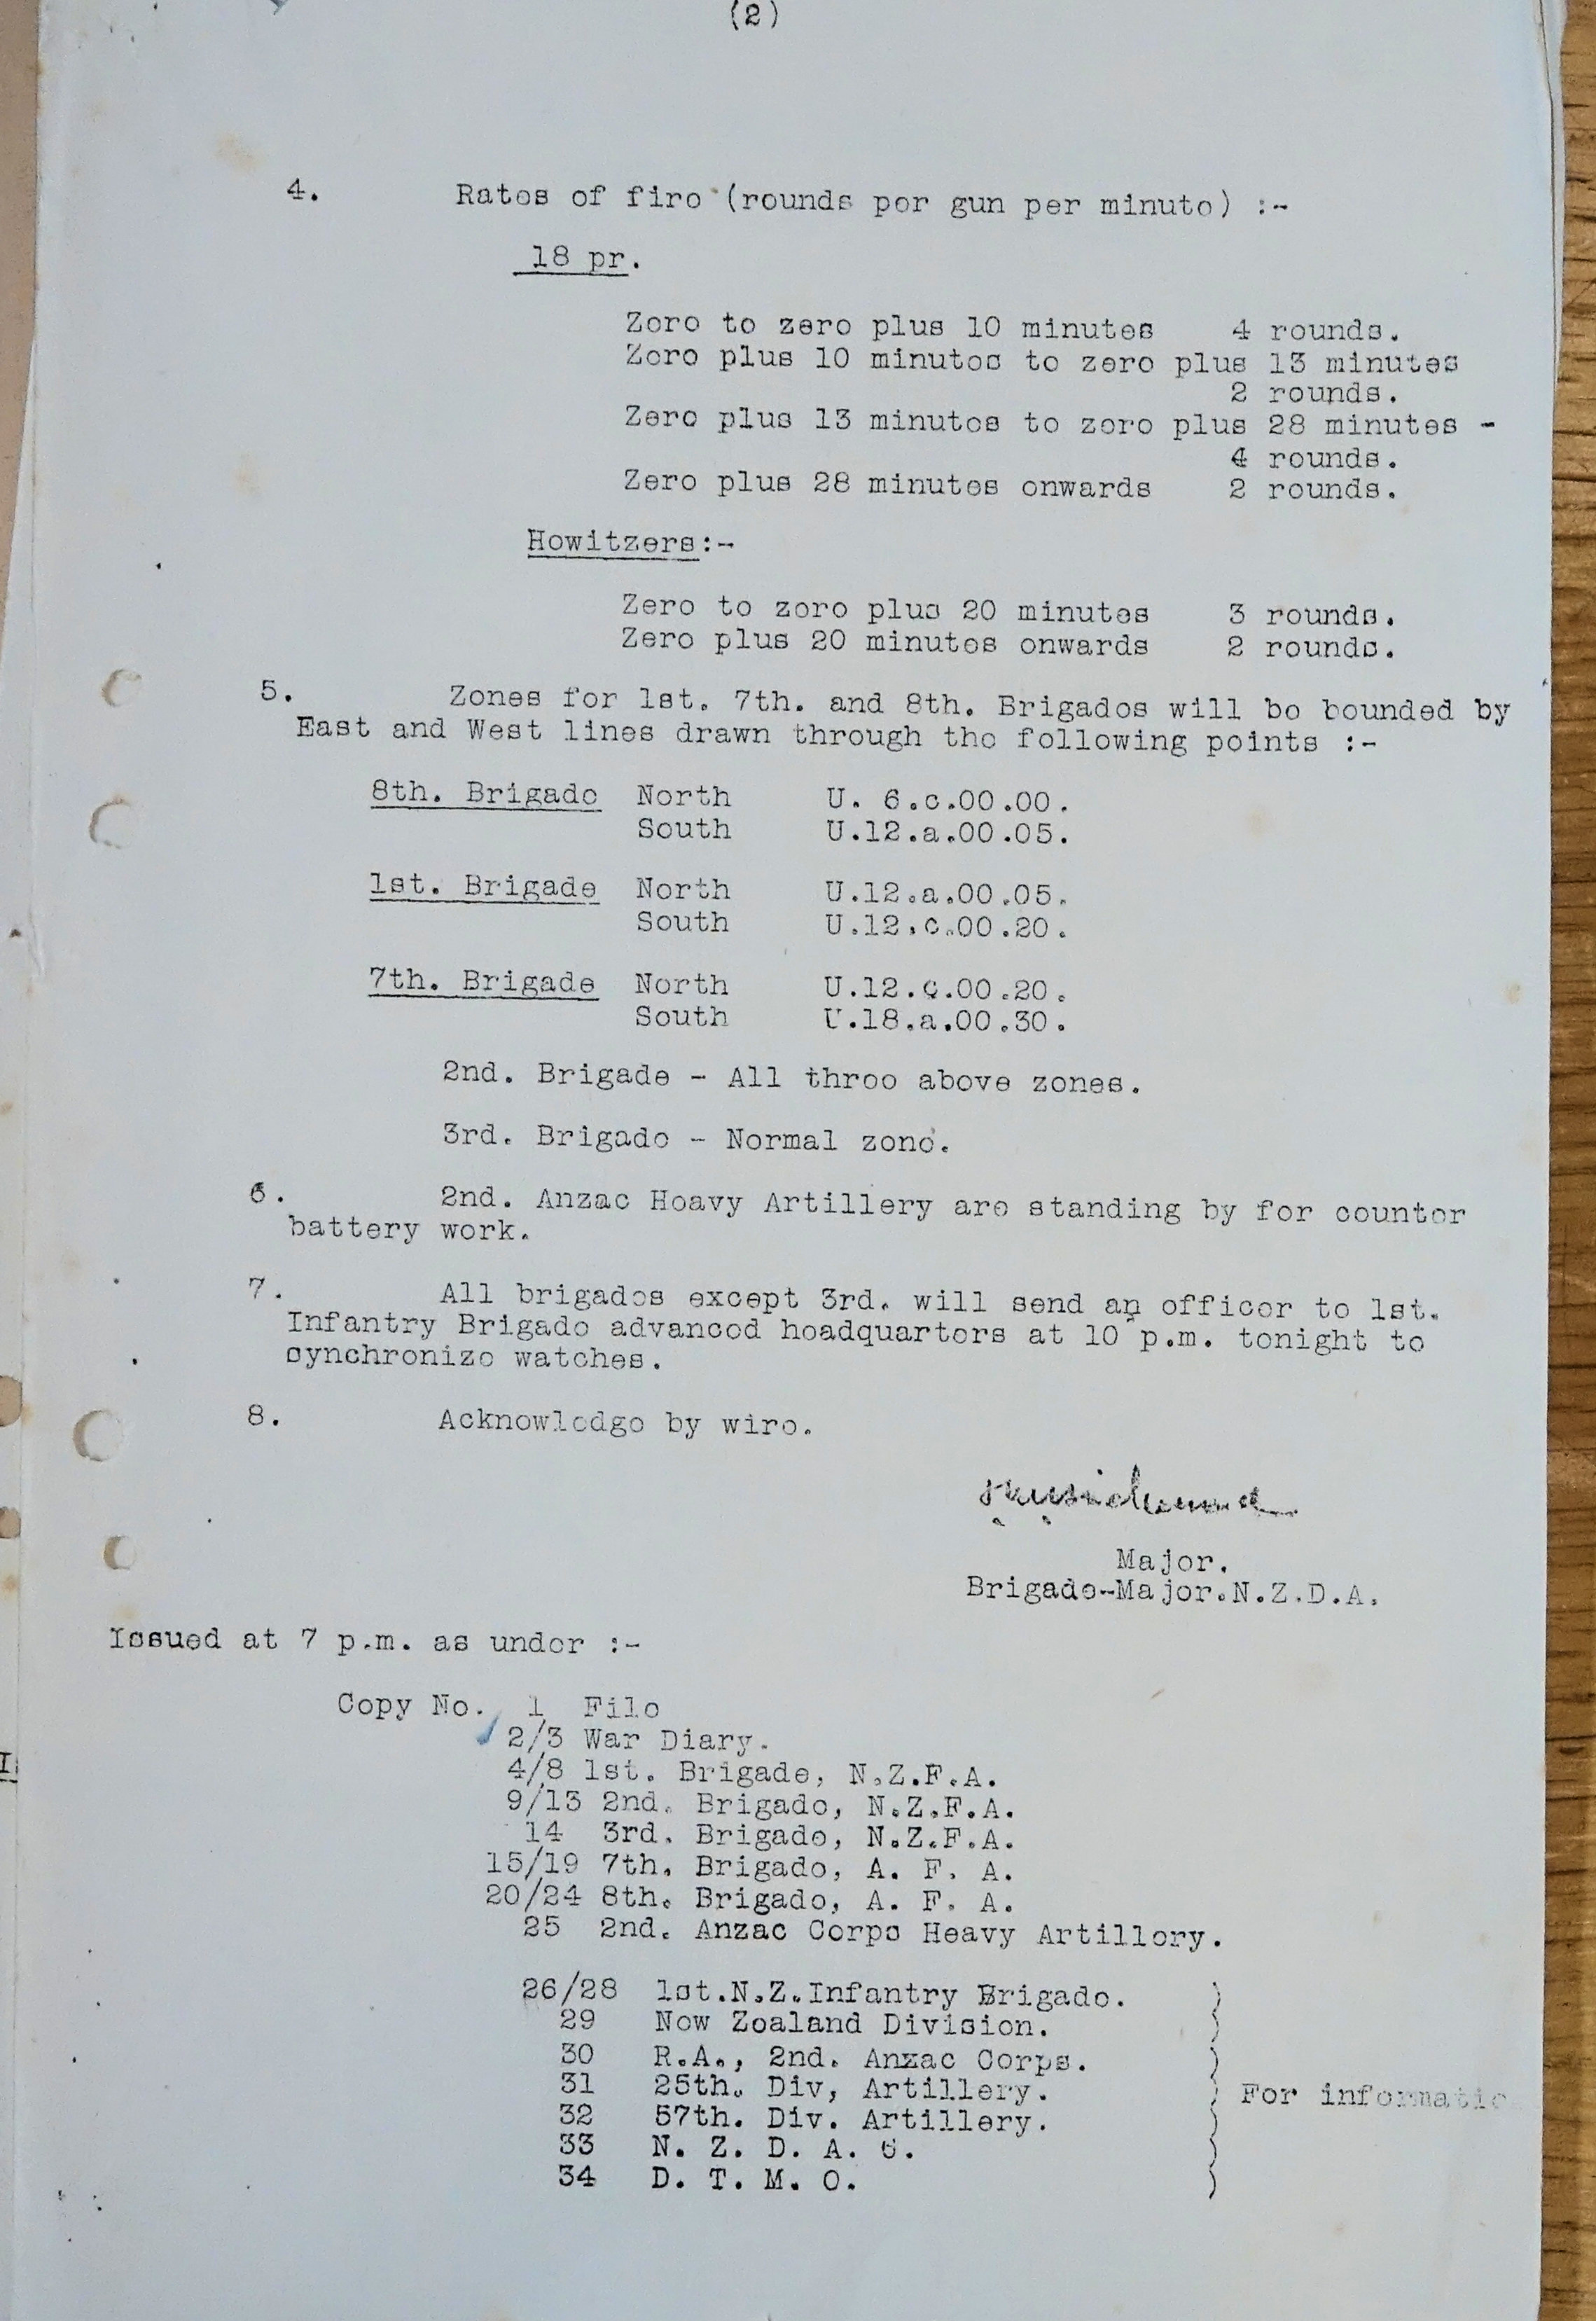 (2)
4. Rates of fire (rounds per gun per minute) :-
18 pr.
Zero to zero plus 10 minutes 4 rounds.
Zero plus 10 minutes to zero plus 13 minutes
2 rounds.
Zero plus 13 minutes to zero plus 28 minutes -
4 rounds.
Zero plus 28 minutes onwards 2 rounds.
Howitzers:-
Zero to zero plus 20 minutes 3 rounds.
Zero plus 20 minutes onwards 2 rounds.
5. Zones for 1st. 7th. and 8th. Brigades will be bounded by
East and West lines drawn through the following points :-
8th. Brigade North U. 6.c.00.00.
South U.12.a.00.05.
1st. Brigade North U.12.a.00.05.
South U.12.c.00.20.
7th. Brigade North U.12.c.00.20.
South U.18.a.00.30.
2nd. Brigade - All three above zones.
3rd. Brigade - Normal zone.
6. 2nd. Anzac Heavy Artillery are standing by for counter
battery work.
7. All brigades except 3rd. will send an officer to 1st.
Infantry Brigade advanced headquarters at 10 p.m. tonight to
synchronize watches.
8. Acknowledge by wire.
Major.
Brigade-Major.N.Z.D.A.
Issued at 7 p.m. as under :-
Copy No. 1 File
2/3 War Diary.
4/8 1st. Brigade, N.Z.F.A.
9/13 2nd. Brigade, N.Z.F.A.
14 3rd. Brigade, N.Z.F.A.
15/19 7th. Brigade, A. F. A.
20/24 8th. Brigade, A. F. A.
25 2nd. Anzac Corps Heavy Artillery.
26/28 1st.N.Z.Infantry Brigade.
29 New Zealand Division.
30 R.A., 2nd. Anzac Corps.
31 25th. Div, Artillery.
For informatio
32 57th. Div. Artillery.
33 N. Z. D. A.
34 D. T. M. O.